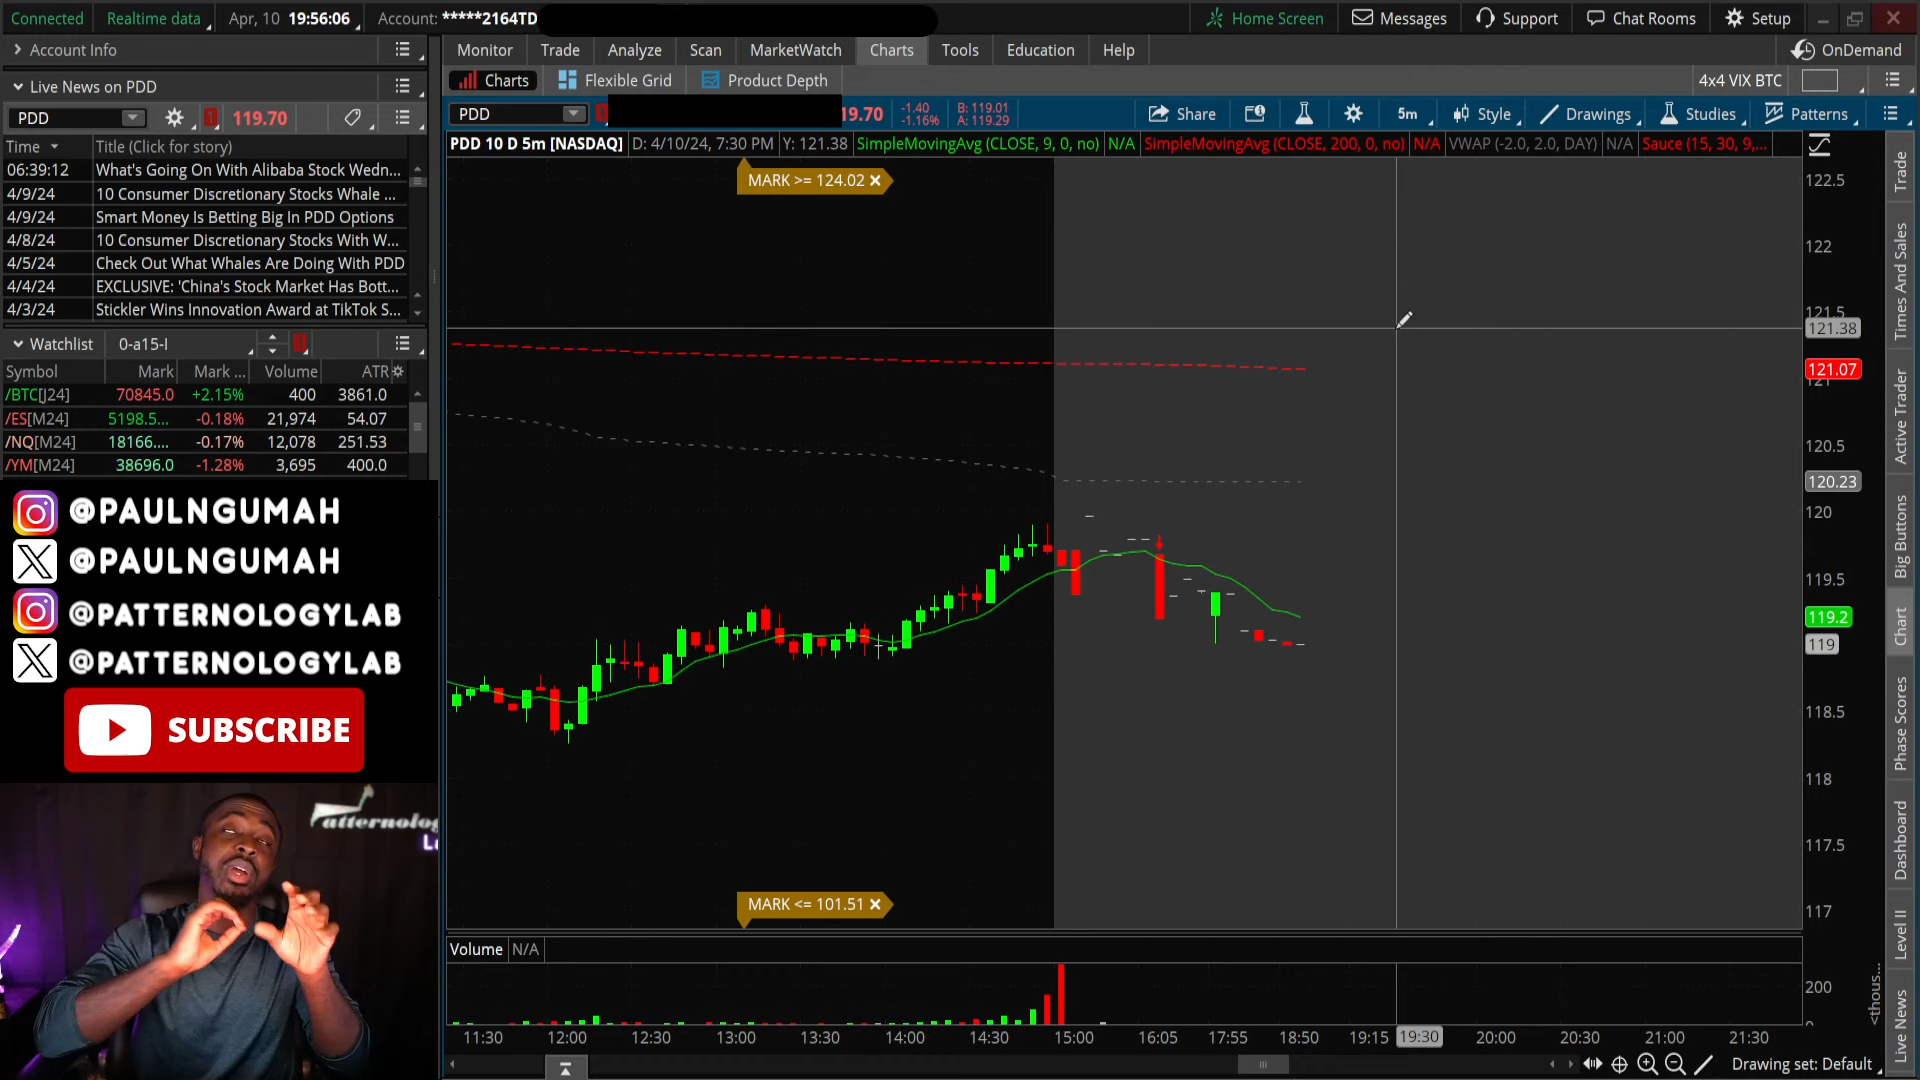 Connected Realtime data Apr, 10 19:56:06 Account: *****2164TD Home Screen Messages Support Chat Rooms Setup
Account Info
Monitor Trade Analyze Scan MarketWatch Charts Tools Education Help OnDemand
Live News on PDD
Charts Flexible Grid Product Depth 4x4 VIX BTC
PDD 119.70
PDD 19.70 -1.40 -1.16% B: 119.01 A: 119.29 Share 5m Style Drawings Studies Patterns
Time Title (Click for story)
PDD 10 D 5m [NASDAQ] D: 4/10/24, 7:30 PM Y: 121.38 SimpleMovingAvg (CLOSE, 9, 0, no) N/A SimpleMovingAvg (CLOSE, 200, 0, no) N/A VWAP (-2.0, 2.0, DAY) N/A Sauce (15, 30, 9,...
06:39:12 What's Going On With Alibaba Stock Wedn...
4/9/24 10 Consumer Discretionary Stocks Whale ...
4/9/24 Smart Money Is Betting Big In PDD Options
4/8/24 10 Consumer Discretionary Stocks With W...
4/5/24 Check Out What Whales Are Doing With PDD
4/4/24 EXCLUSIVE: 'China's Stock Market Has Bott...
4/3/24 Stickler Wins Innovation Award at TikTok S...
Watchlist 0-a15-I
Symbol Mark Mark ... Volume ATR
/BTC[J24] 70845.0 +2.15% 400 3861.0
/ES[M24] 5198.5... -0.18% 21,974 54.07
/NQ[M24] 18166.... -0.17% 12,078 251.53
/YM[M24] 38696.0 -1.28% 3,695 400.0
@PAULNGUMAH
@PAULNGUMAH
@PATTERNOLOGYLAB
@PATTERNOLOGYLAB
SUBSCRIBE
atternolo
L
MARK >= 124.02
MARK <= 101.51
122.5
122
121.5
121.38
121.07
121
120.5
120.23
120
119.5
119.2
119
118.5
118
117.5
117
Volume N/A
200
0
<thous...
11:30 12:00 12:30 13:00 13:30 14:00 14:30 15:00 16:05 17:55 18:50 19:15 19:30 20:00 20:30 21:00 21:30
Drawing set: Default
Trade
Times And Sales
Active Trader
Big Buttons
Chart
Phase Scores
Dashboard
Level II
Live News